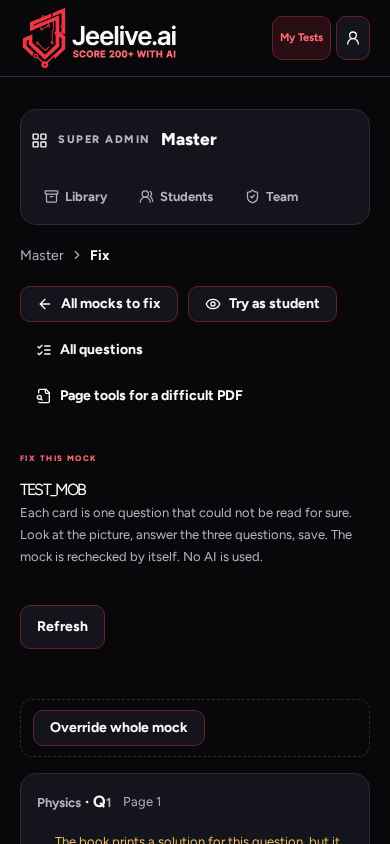 Jeelive.ai
SCORE 200+ WITH AI
My Tests
SUPER ADMIN Master
Library Students Team
Master > Fix
All mocks to fix Try as student
All questions
Page tools for a difficult PDF
FIX THIS MOCK
TEST_MOB
Each card is one question that could not be read for sure.
Look at the picture, answer the three questions, save. The
mock is rechecked by itself. No AI is used.
Refresh
Override whole mock
Physics • Q1 Page 1
The book prints a solution for this question, but it